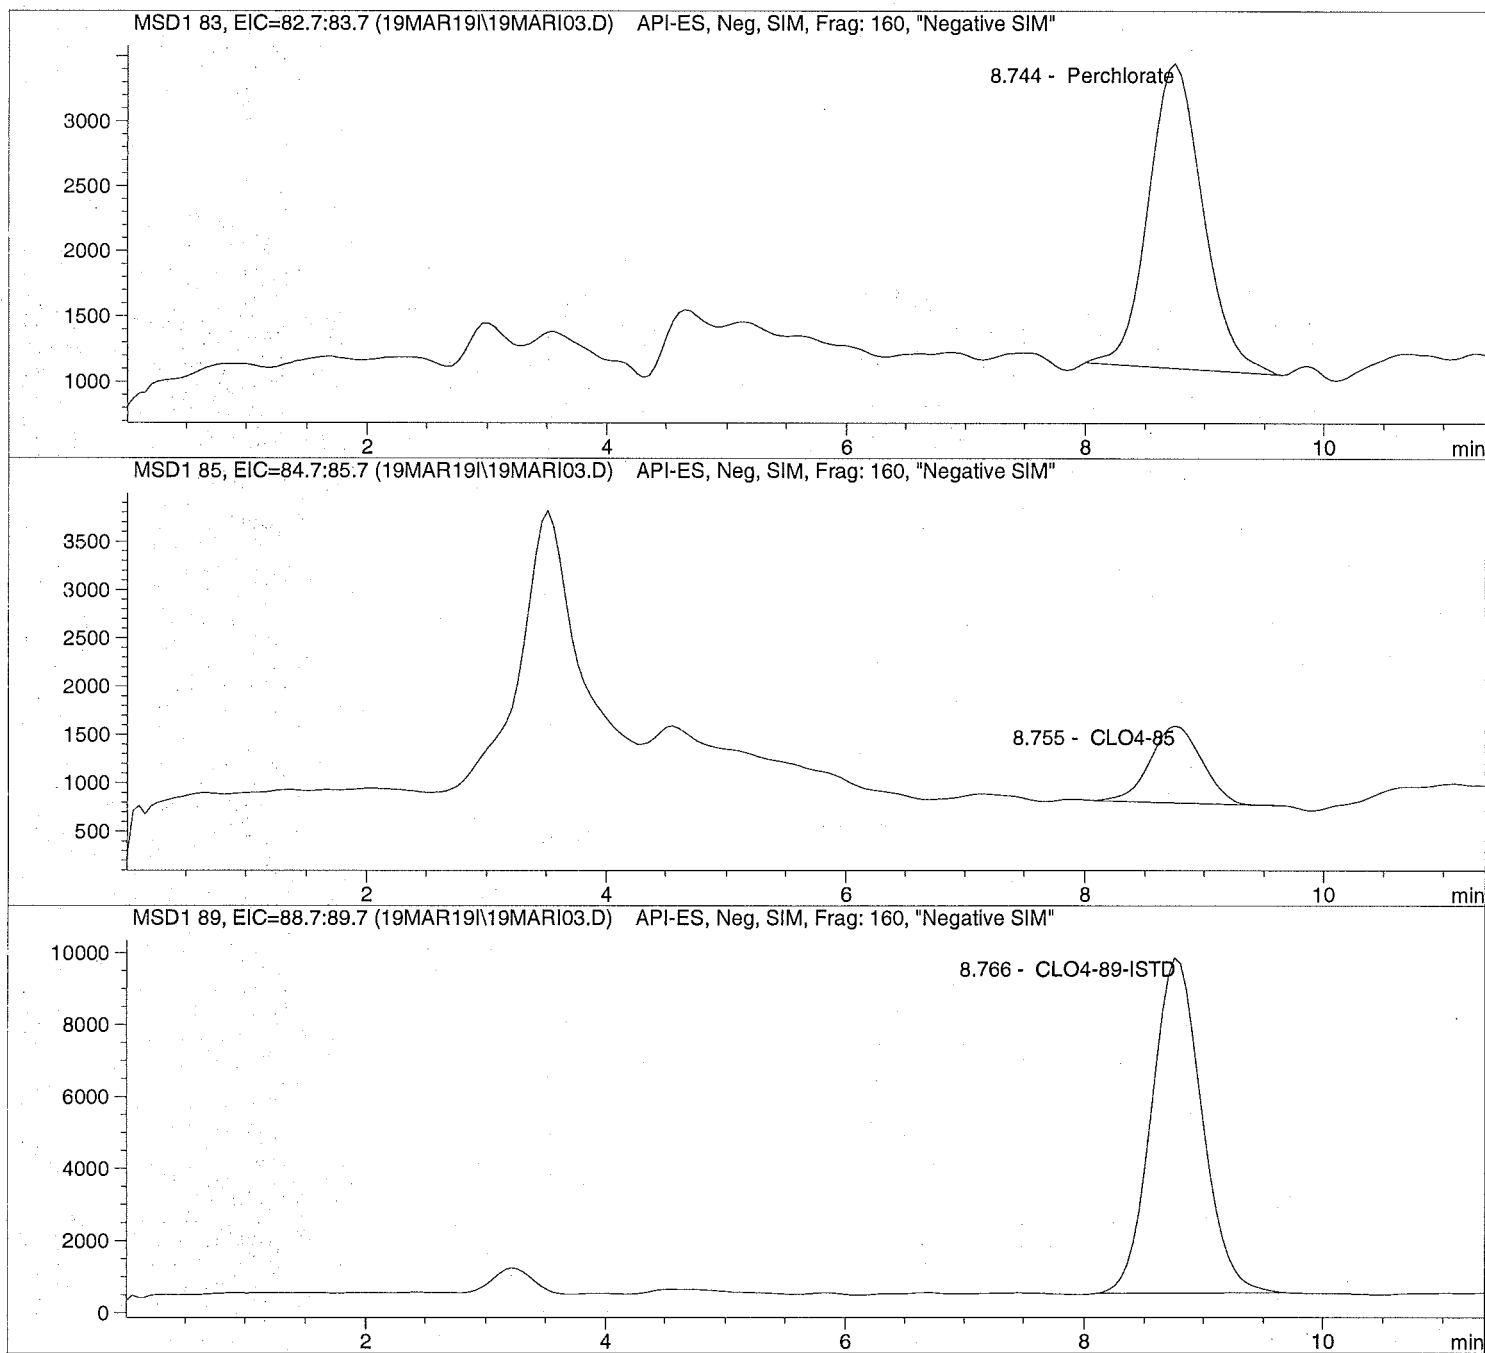 MSD1 83, EIC=82.7:83.7 (19MAR19I\19MARI03.D) API-ES, Neg, SIM, Frag: 160, "Negative SIM"
8.744 - Perchlorate
3000
2500
2000
1500
1000
2 4 6 8 10 min
MSD1 85, EIC=84.7:85.7 (19MAR19I\19MARI03.D) API-ES, Neg, SIM, Frag: 160, "Negative SIM"
3500
3000
2500
2000
1500
8.755 - CLO4-85
1000
500
2 4 6 8 10 min
MSD1 89, EIC=88.7:89.7 (19MAR19I\19MARI03.D) API-ES, Neg, SIM, Frag: 160, "Negative SIM"
10000
8.766 - CLO4-89-ISTD
8000
6000
4000
2000
0
2 4 6 8 10 min